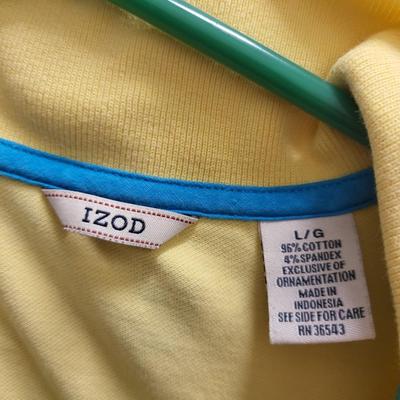 IZOD
L/G
96% COTTON
4% SPANDEX
EXCLUSIVE OF
ORNAMENTATION
MADE IN
INDONESIA
SEE SIDE FOR CARE
RN 36543